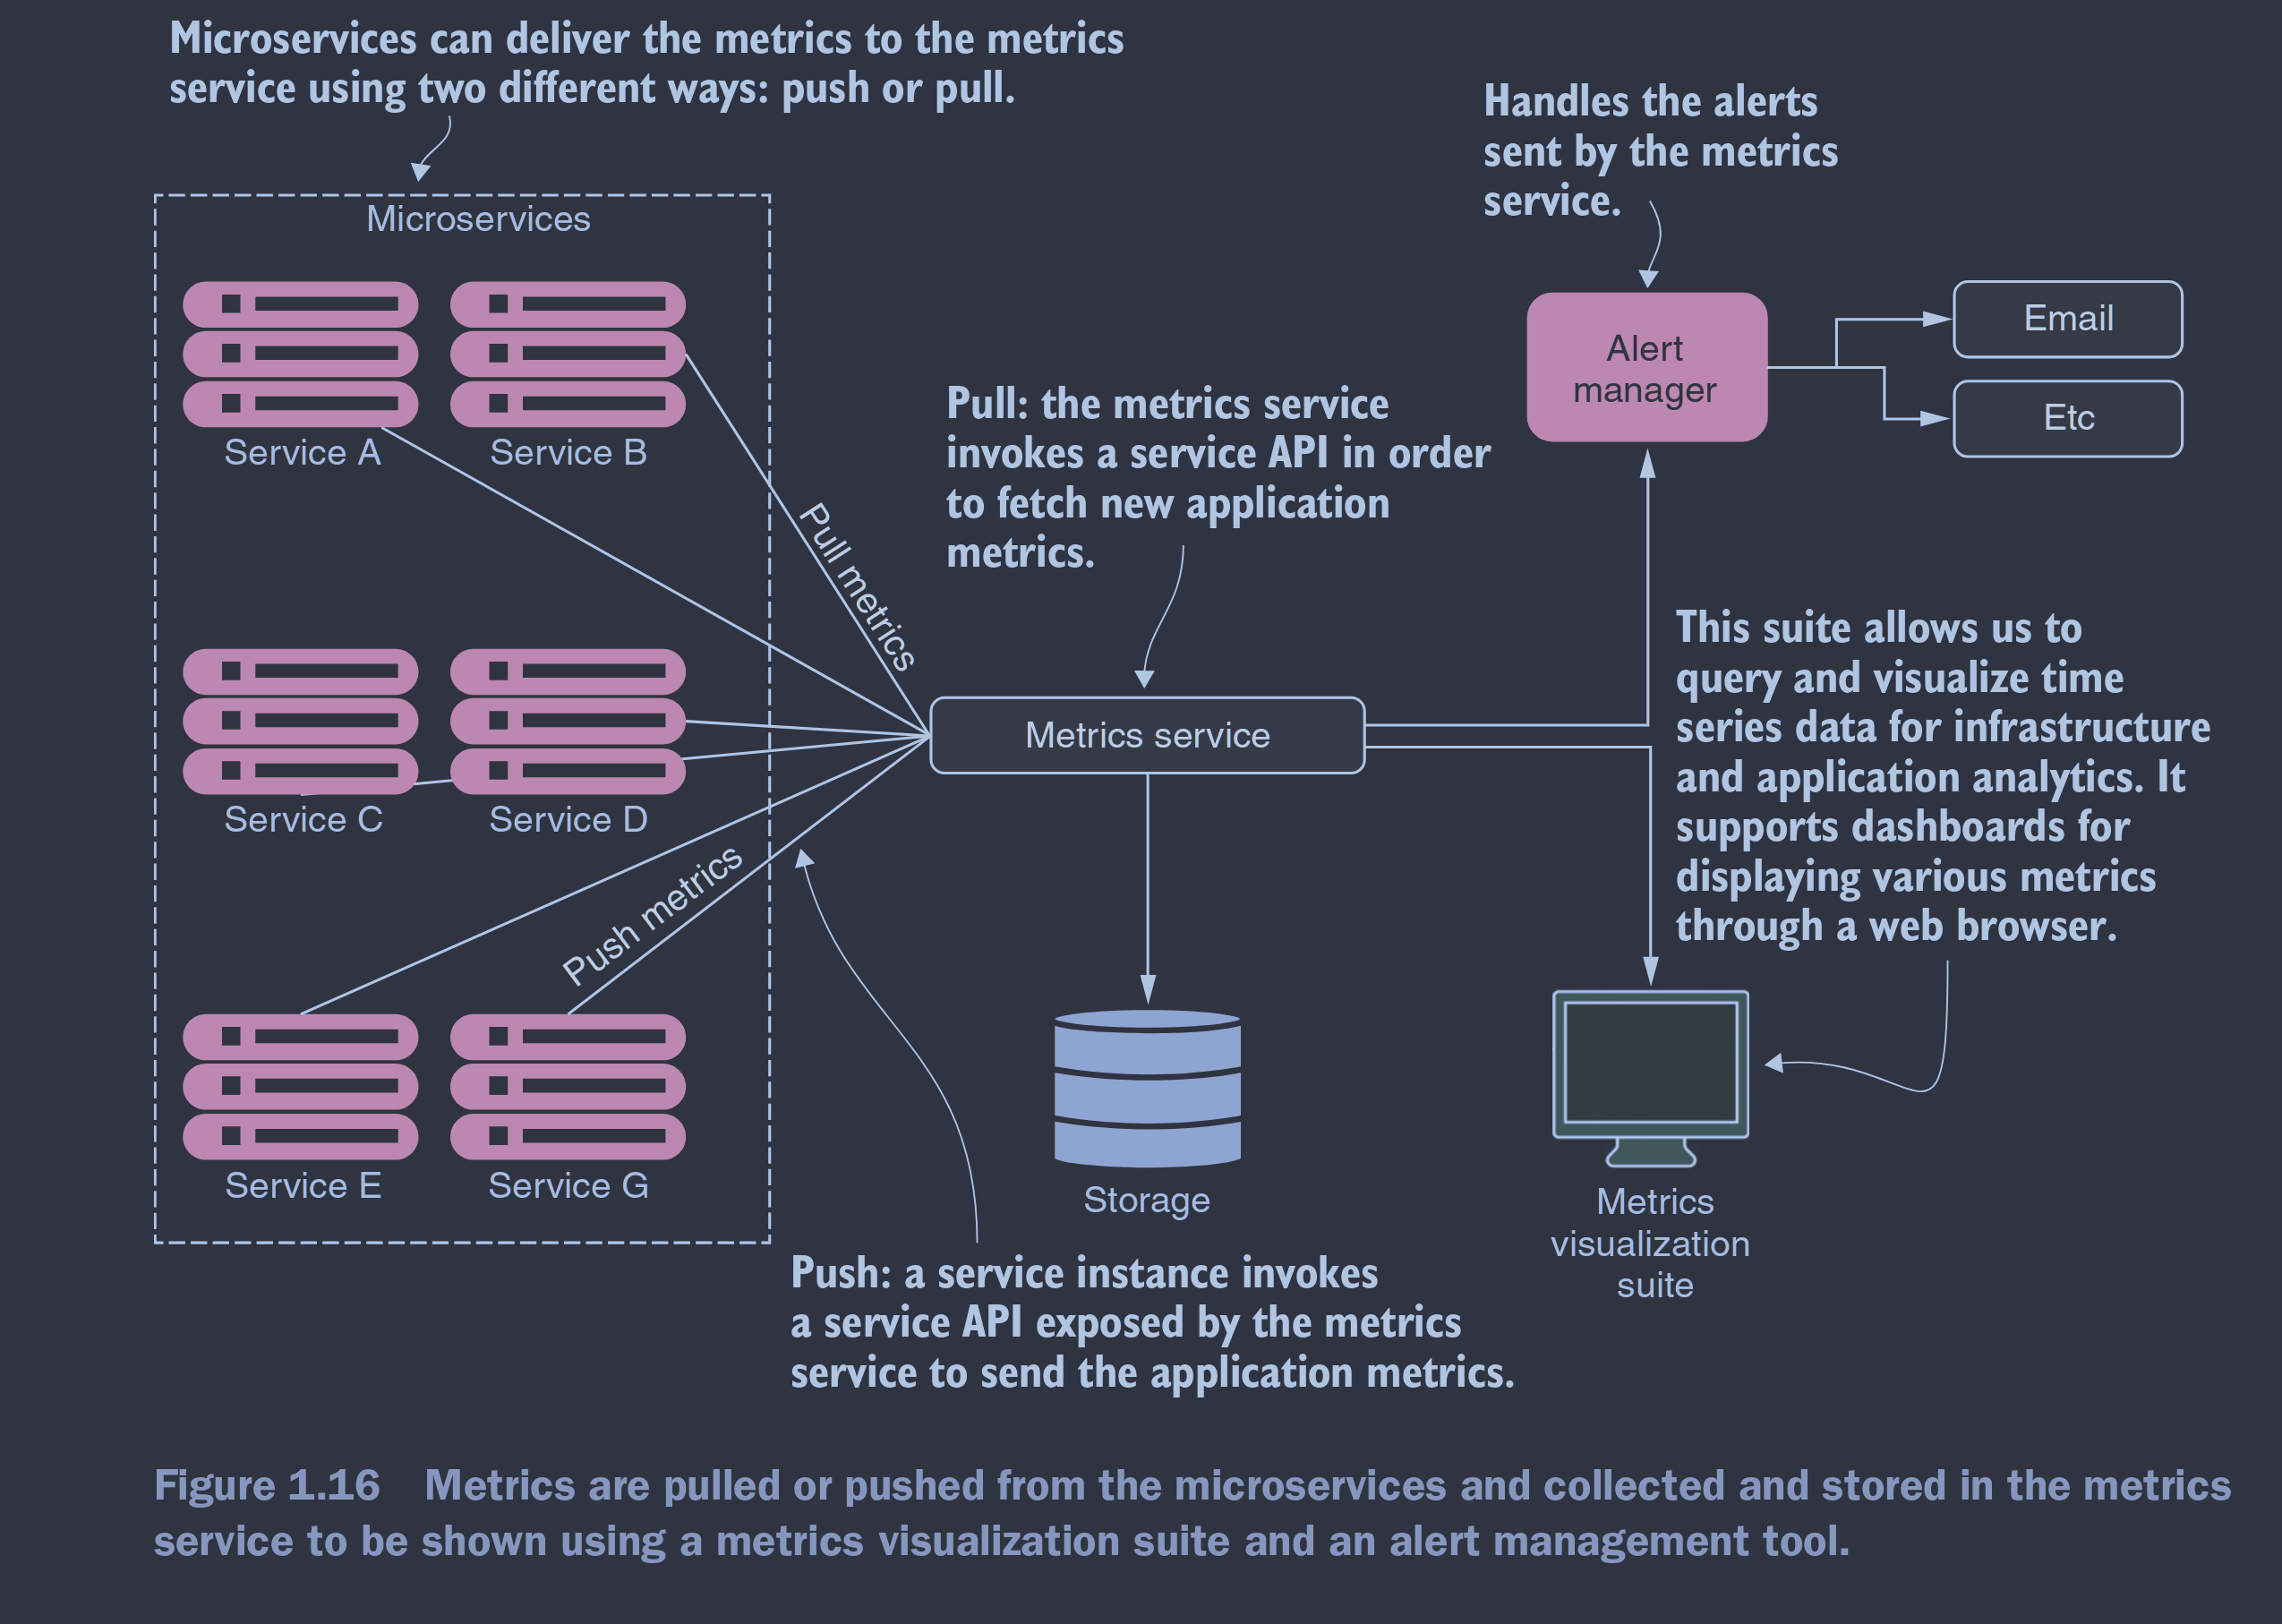 Microservices can deliver the metrics to the metrics
service using two different ways: push or pull.
Handles the alerts
sent by the metrics
service.
Microservices
Service A
Service B
Alert
manager
Email
Etc
Pull: the metrics service
invokes a service API in order
to fetch new application
metrics.
Pull metrics
This suite allows us to
query and visualize time
series data for infrastructure
and application analytics. It
supports dashboards for
displaying various metrics
through a web browser.
Metrics service
Service C
Service D
Push metrics
Service E
Service G
Storage
Metrics
visualization
suite
Push: a service instance invokes
a service API exposed by the metrics
service to send the application metrics.
Figure 1.16 Metrics are pulled or pushed from the microservices and collected and stored in the metrics
service to be shown using a metrics visualization suite and an alert management tool.